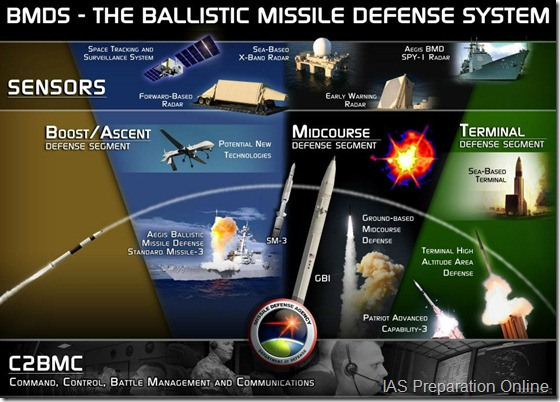 BMDS - THE BALLISTIC MISSILE DEFENSE SYSTEM
SENSORS
SPACE TRACKING AND
SURVEILLANCE SYSTEM
SEA-BASED
X-BAND RADAR
AEGIS BMD
SPY-1 RADAR
FORWARD-BASED
RADAR
EARLY WARNING
RADAR
BOOST/ASCENT
DEFENSE SEGMENT
POTENTIAL NEW
TECHNOLOGIES
AEGIS BALLISTIC
MISSILE DEFENSE
STANDARD MISSILE-3
SM-3
MIDCOURSE
DEFENSE SEGMENT
GBI
GROUND-BASED
MIDCOURSE
DEFENSE
TERMINAL
DEFENSE SEGMENT
SEA-BASED
TERMINAL
TERMINAL HIGH
ALTITUDE AREA
DEFENSE
PATRIOT ADVANCED
CAPABILITY-3
MISSILE DEFENSE AGENCY
DEPARTMENT OF DEFENSE
C2BMC
COMMAND, CONTROL, BATTLE MANAGEMENT AND COMMUNICATIONS
IAS Preparation Online